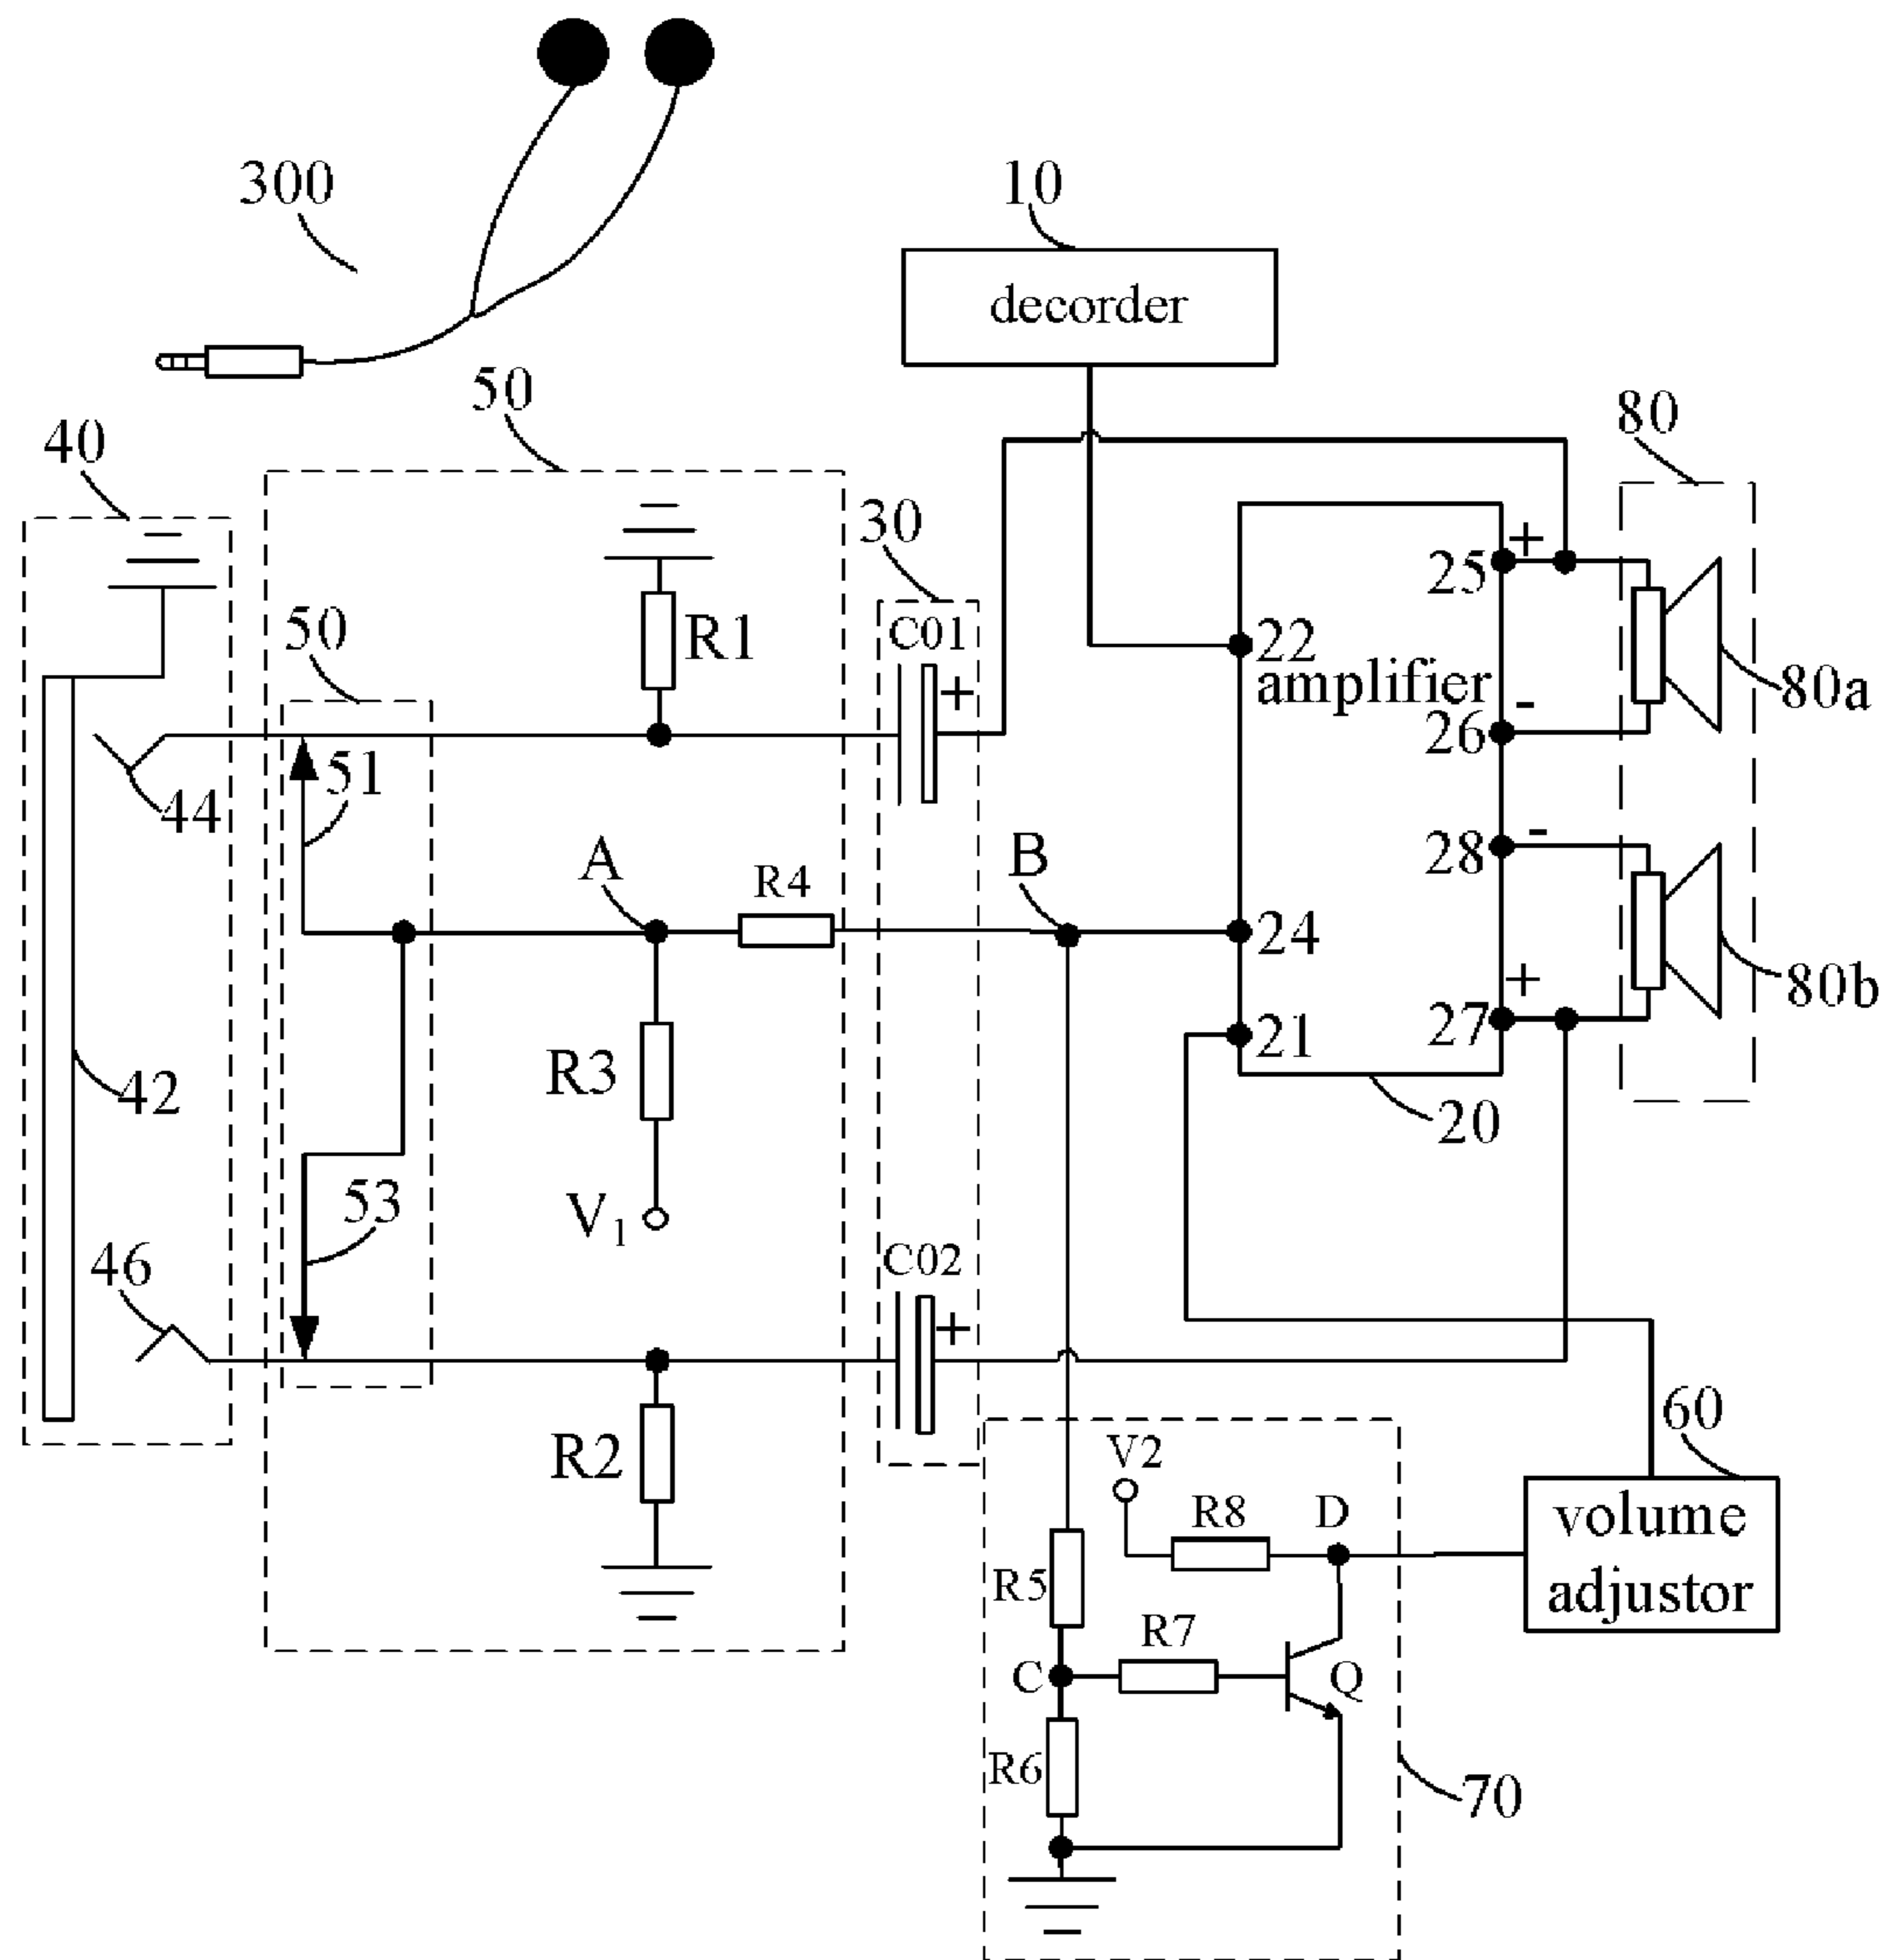 300
10
decorder
50
40
80
30
25
+
C01
+
R1
50
22
amplifier
80a
-
26
51
44
A
R4
B
-
28
24
+
80b
27
21
R3
42
20
V1
53
46
C02
+
60
R2
V2
R8
D
volume
adjustor
R5
R7
C
Q
R6
70